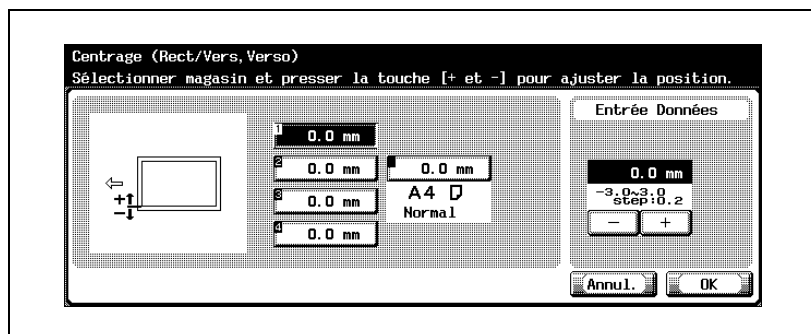 Centrage (Rect/Vers,Verso)
Sélectionner magasin et presser la touche [+ et -] pour ajuster la position.
Entrée Données
1 0.0 mm
2 0.0 mm
0.0 mm
3 0.0 mm
A4
Normal
4 0.0 mm
+
-
0.0 mm
-3.0~3.0
step:0.2
- +
Annul. OK